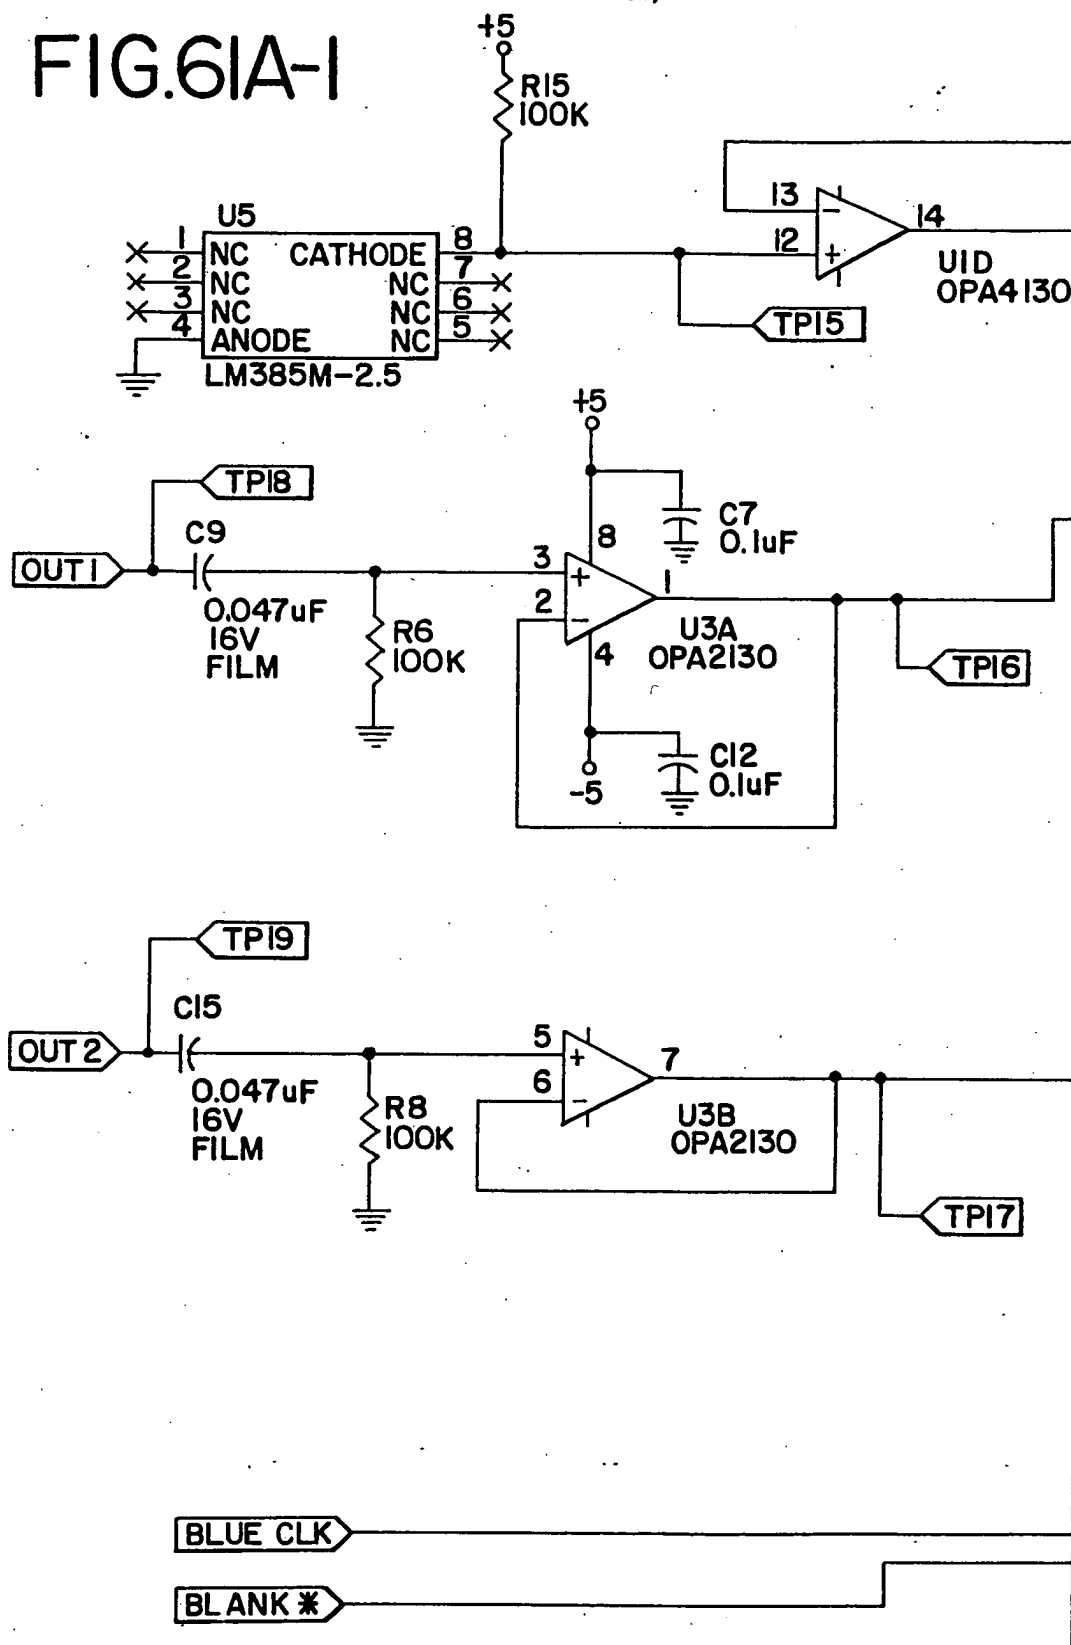 FIG.61A-1
+5
R15
100K
U5
1
NC
2
NC
3
NC
4
ANODE
CATHODE
8
NC
7
NC
6
NC
5
LM385M-2.5
13
−
12
+
14
U1D
OPA4130
TP15
+5
TP18
C9
OUT1
0.047uF
16V
FILM
R6
100K
C7
0.1uF
8
3
+
2
−
1
4
U3A
OPA2130
TP16
C12
0.1uF
-5
TP19
C15
OUT2
0.047uF
16V
FILM
R8
100K
5
+
6
−
7
U3B
OPA2130
TP17
BLUE CLK
BLANK *